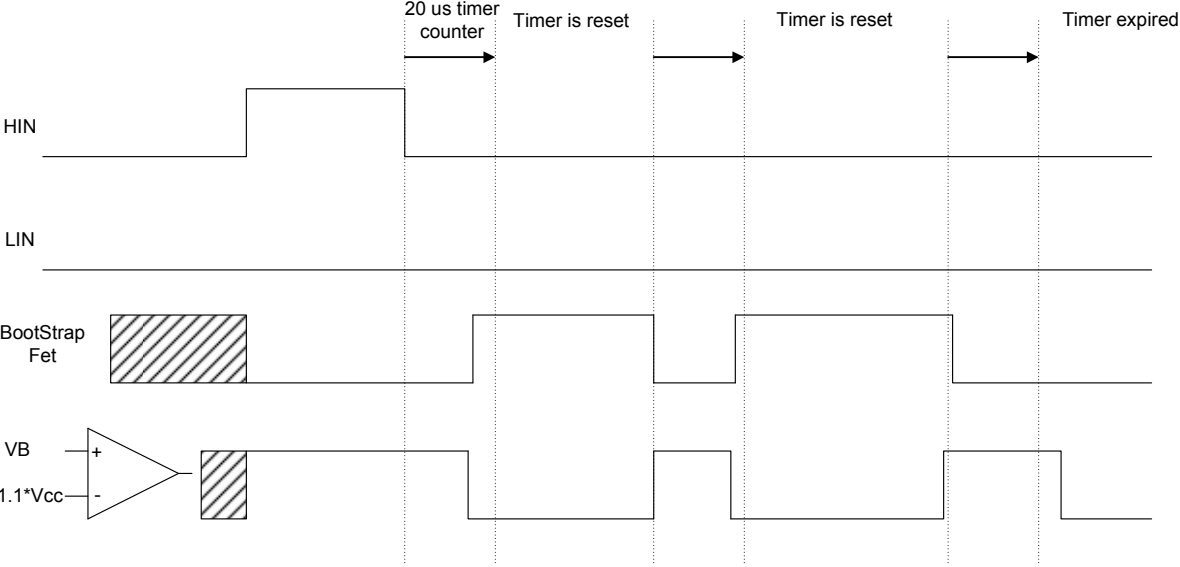 20 us timer
counter
Timer is reset
Timer is reset
Timer expired
HIN
LIN
BootStrap
Fet
VB
+
1.1*Vcc
-